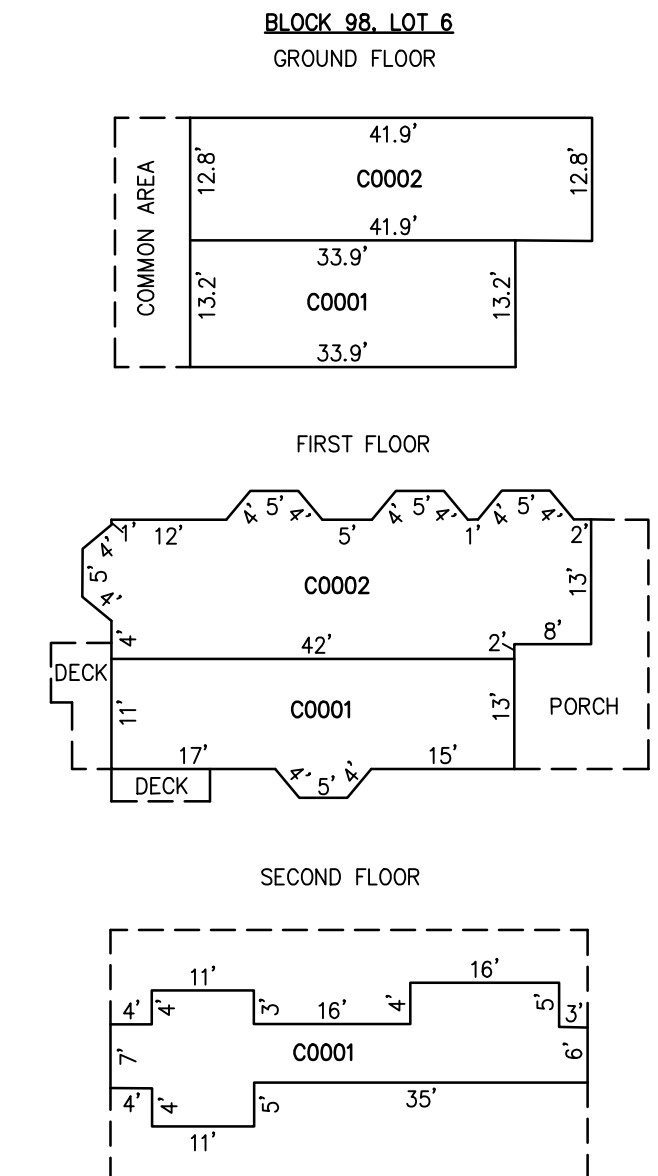 BLOCK 98, LOT 6
GROUND FLOOR
41.9'
12.8'
C0002
12.8'
COMMON AREA
41.9'
33.9'
13.2'
C0001
13.2'
33.9'
FIRST FLOOR
4' 5' 4'
4' 5' 4'
4' 5' 4'
1'
12'
5'
1'
2'
4'
5'
4'
C0002
13'
4'
42'
2'
8'
DECK
11'
C0001
13'
PORCH
17'
15'
4' 5' 4'
DECK
SECOND FLOOR
16'
11'
4'
4'
3'
16'
4'
5'
3'
7'
C0001
6'
4'
4'
5'
35'
11'